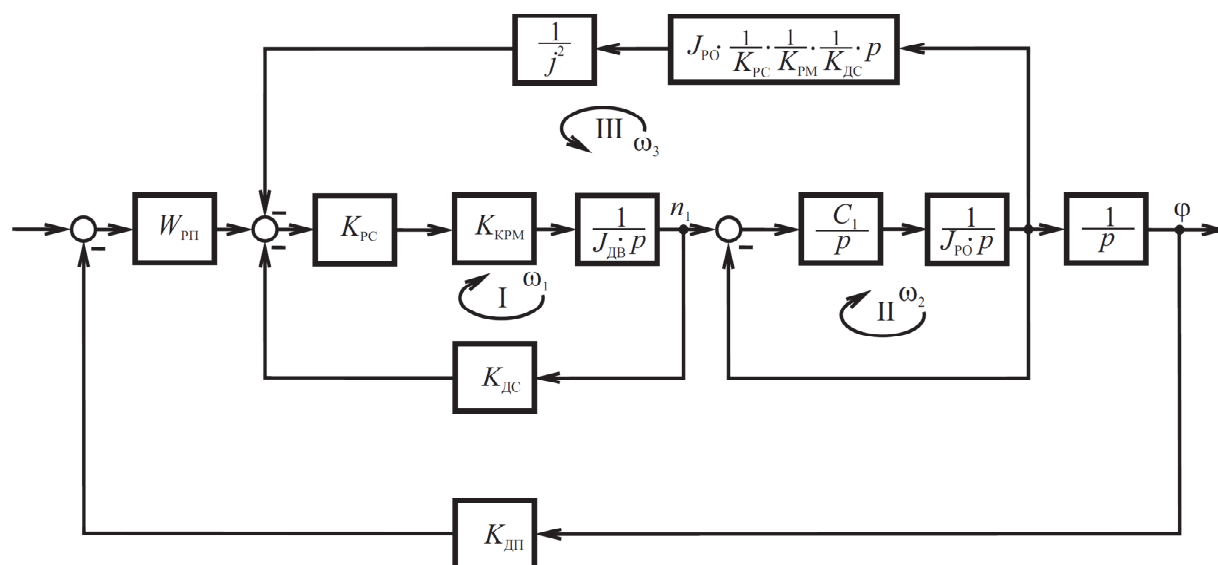 1/j² J_РО · 1/K_РС · 1/K_РМ · 1/K_ДС · p
III ω₃
W_РП K_РС K_КРМ 1/(J_ДВ · p) n₁ C₁/p 1/(J_РО · p) 1/p φ
I ω₁ II ω₂
K_ДС
K_ДП